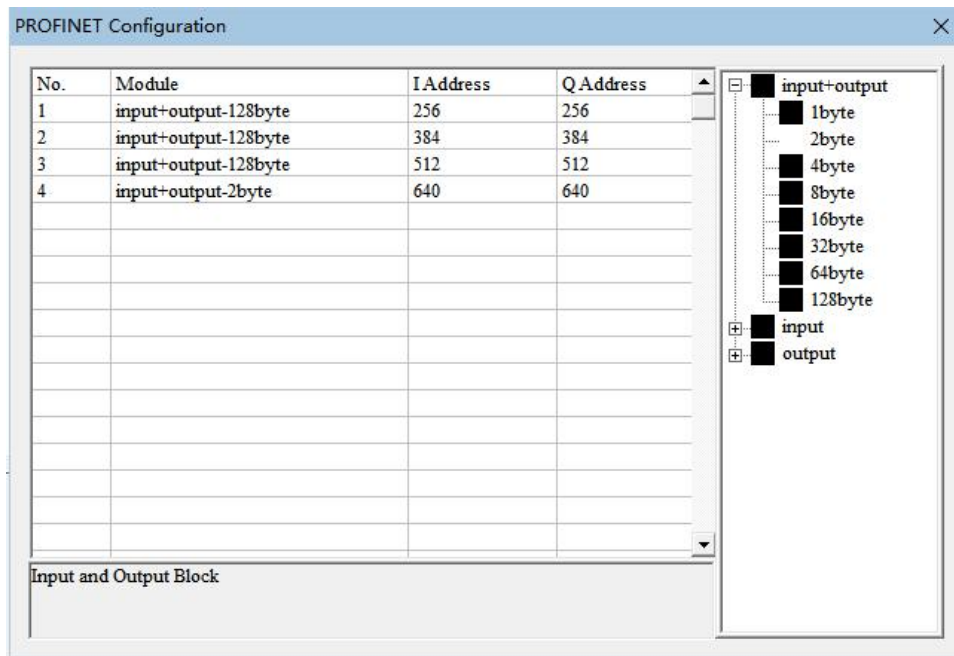 PROFINET Configuration
No. Module I Address Q Address
1 input+output-128byte 256 256
2 input+output-128byte 384 384
3 input+output-128byte 512 512
4 input+output-2byte 640 640
input+output
1byte
2byte
4byte
8byte
16byte
32byte
64byte
128byte
input
output
Input and Output Block